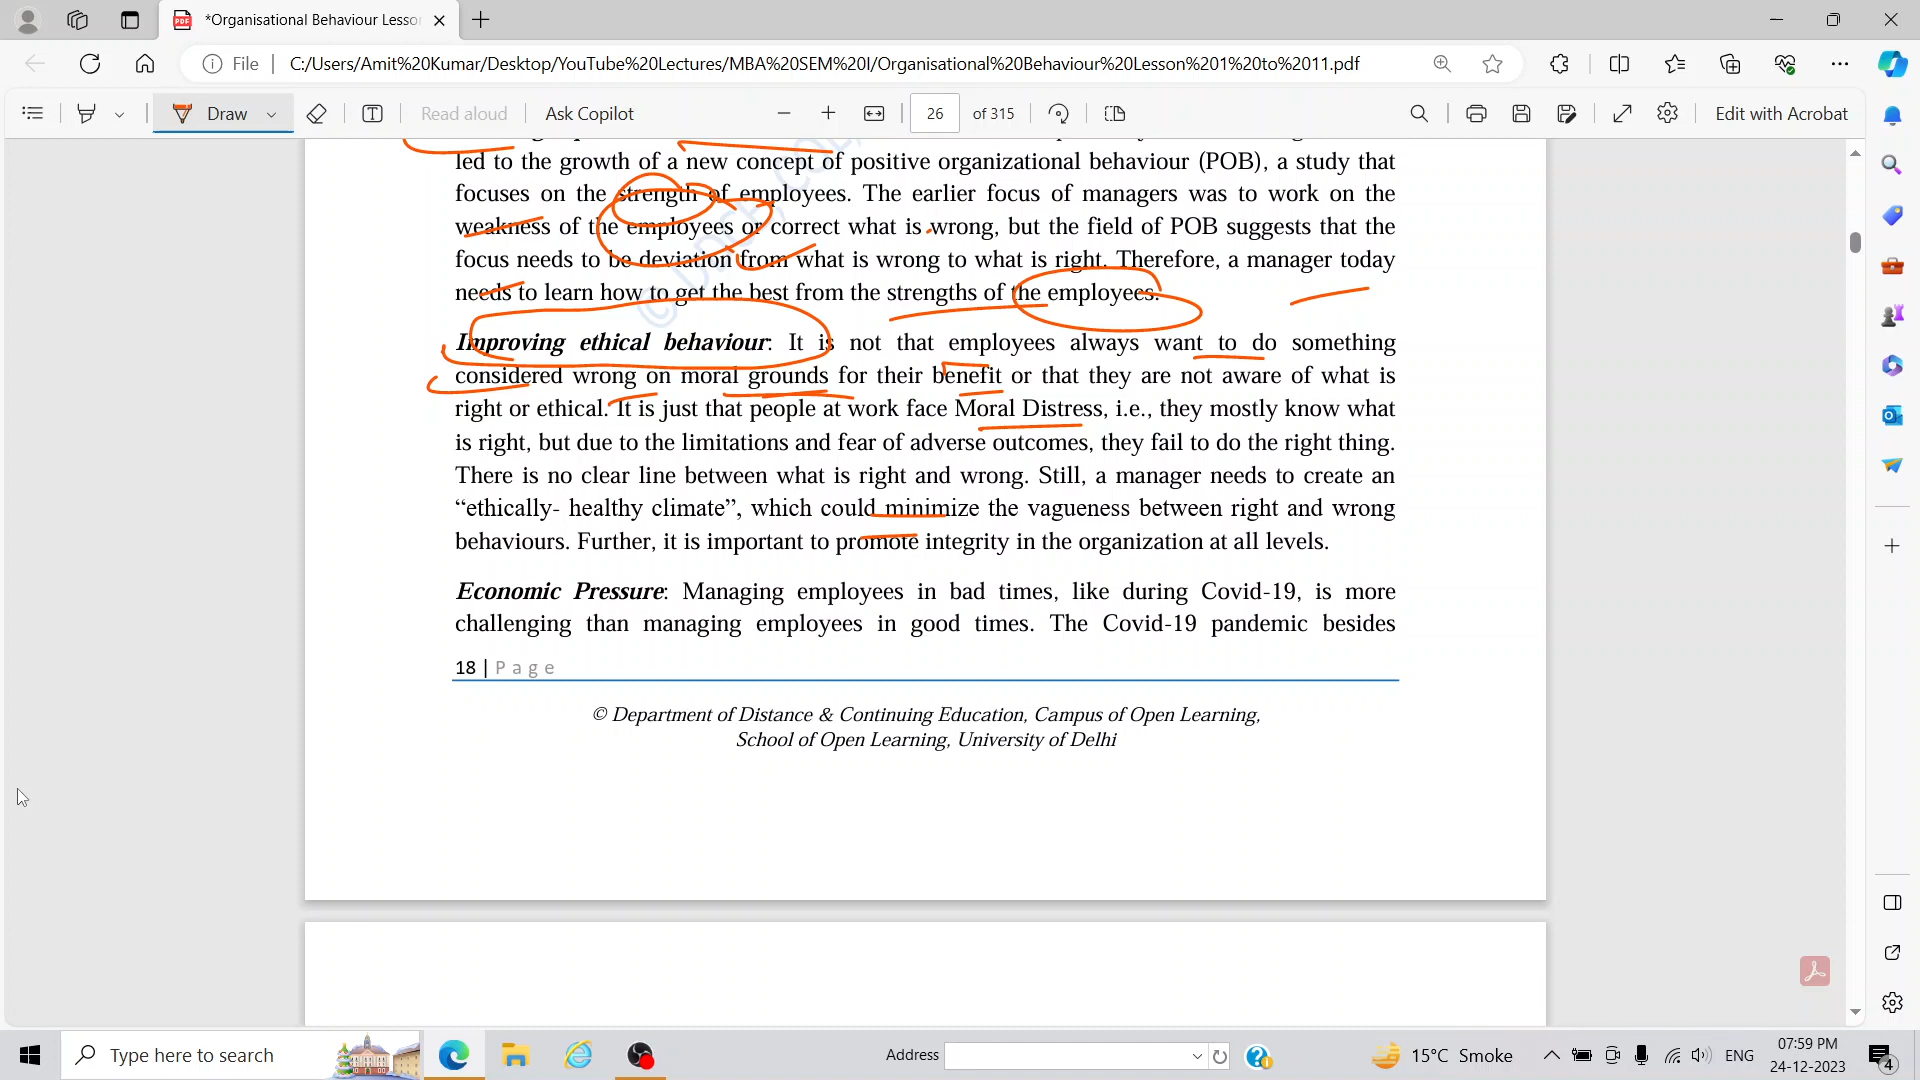 *Organisational Behaviour Lesso
File
C:/Users/Amit%20Kumar/Desktop/YouTube%20Lectures/MBA%20SEM%20I/Organisational%20Behaviour%20Lesson%201%20to%2011.pdf
Draw
Read aloud
Ask Copilot
26 of 315
Edit with Acrobat
led to the growth of a new concept of positive organizational behaviour (POB), a study that
focuses on the strength of employees. The earlier focus of managers was to work on the
weakness of the employees or correct what is wrong, but the field of POB suggests that the
focus needs to be deviation from what is wrong to what is right. Therefore, a manager today
needs to learn how to get the best from the strengths of the employees.
Improving ethical behaviour: It is not that employees always want to do something
considered wrong on moral grounds for their benefit or that they are not aware of what is
right or ethical. It is just that people at work face Moral Distress, i.e., they mostly know what
is right, but due to the limitations and fear of adverse outcomes, they fail to do the right thing.
There is no clear line between what is right and wrong. Still, a manager needs to create an
“ethically- healthy climate”, which could minimize the vagueness between right and wrong
behaviours. Further, it is important to promote integrity in the organization at all levels.
Economic Pressure: Managing employees in bad times, like during Covid-19, is more
challenging than managing employees in good times. The Covid-19 pandemic besides
18 | Page
© Department of Distance & Continuing Education, Campus of Open Learning,
School of Open Learning, University of Delhi
Type here to search
Address
15°C Smoke
ENG
07:59 PM
24-12-2023
4